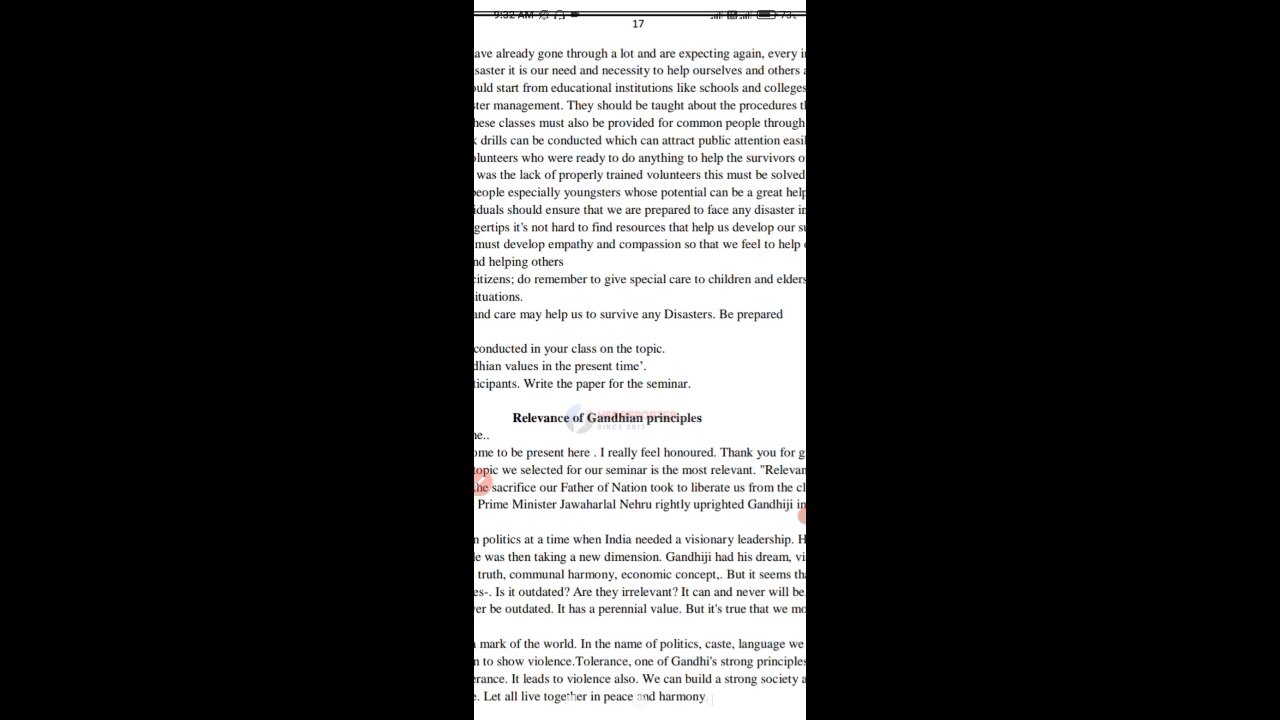 9:32 AM
17
ave already gone through a lot and are expecting again, every i
saster it is our need and necessity to help ourselves and others
uld start from educational institutions like schools and colleges
ter management. They should be taught about the procedures t
hese classes must also be provided for common people through
drills can be conducted which can attract public attention easil
olunteers who were ready to do anything to help the survivors o
was the lack of properly trained volunteers this must be solved
people especially youngsters whose potential can be a great help
iduals should ensure that we are prepared to face any disaster in
gertips it's not hard to find resources that help us develop our su
must develop empathy and compassion so that we feel to help
nd helping others
citizens; do remember to give special care to children and elders
ituations.
and care may help us to survive any Disasters. Be prepared
conducted in your class on the topic.
dhian values in the present time’.
ticipants. Write the paper for the seminar.
Relevance of Gandhian principles
SINCE 2012
ne..
ome to be present here . I really feel honoured. Thank you for g
topic we selected for our seminar is the most relevant. "Relevan
he sacrifice our Father of Nation took to liberate us from the cl
Prime Minister Jawaharlal Nehru rightly uprighted Gandhiji in
n politics at a time when India needed a visionary leadership. H
e was then taking a new dimension. Gandhiji had his dream, vi
truth, communal harmony, economic concept,. But it seems tha
es-. Is it outdated? Are they irrelevant? It can and never will be
er be outdated. It has a perennial value. But it's true that we mo
mark of the world. In the name of politics, caste, language we
n to show violence.Tolerance, one of Gandhi's strong principles
erance. It leads to violence also. We can build a strong society a
. Let all live together in peace and harmony